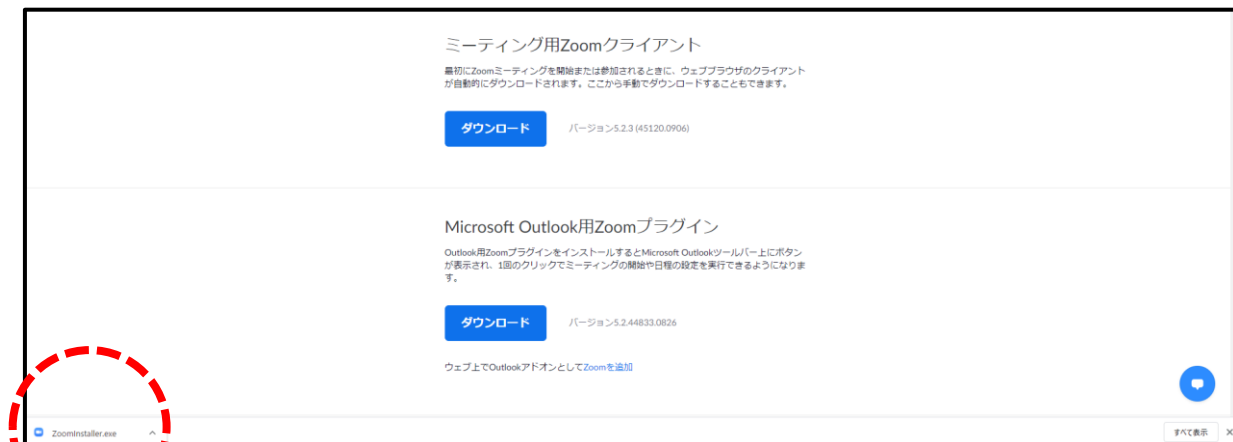 ミーティング用Zoomクライアント
最初にZoomミーティングを開始または参加されるときに、ウェブブラウザのクライアント
が自動的にダウンロードされます。ここから手動でダウンロードすることもできます。
ダウンロード バージョン5.2.3 (45120.0906)
Microsoft Outlook用Zoomプラグイン
Outlook用ZoomプラグインをインストールするとMicrosoft Outlookツールバー上にボタン
が表示され、1回のクリックでミーティングの開始や日程の設定を実行できるようになりま
す。
ダウンロード バージョン5.2.44833.0826
ウェブ上でOutlookアドオンとしてZoomを追加
ZoomInstaller.exe すべて表示